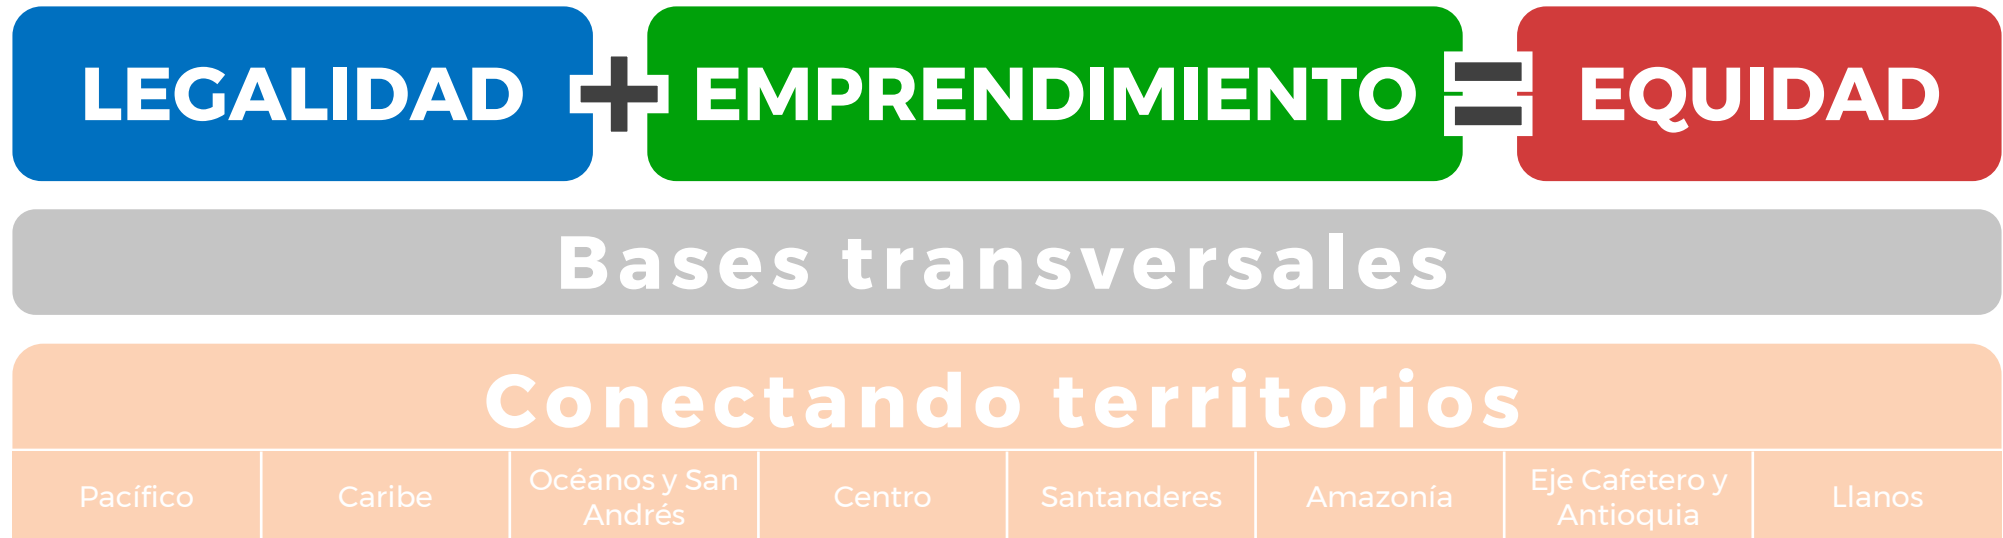 LEGALIDAD + EMPRENDIMIENTO = EQUIDAD
Bases transversales
Conectando territorios
Pacífico
Caribe
Océanos y San
Andrés
Centro
Santanderes
Amazonía
Eje Cafetero y
Antioquia
Llanos